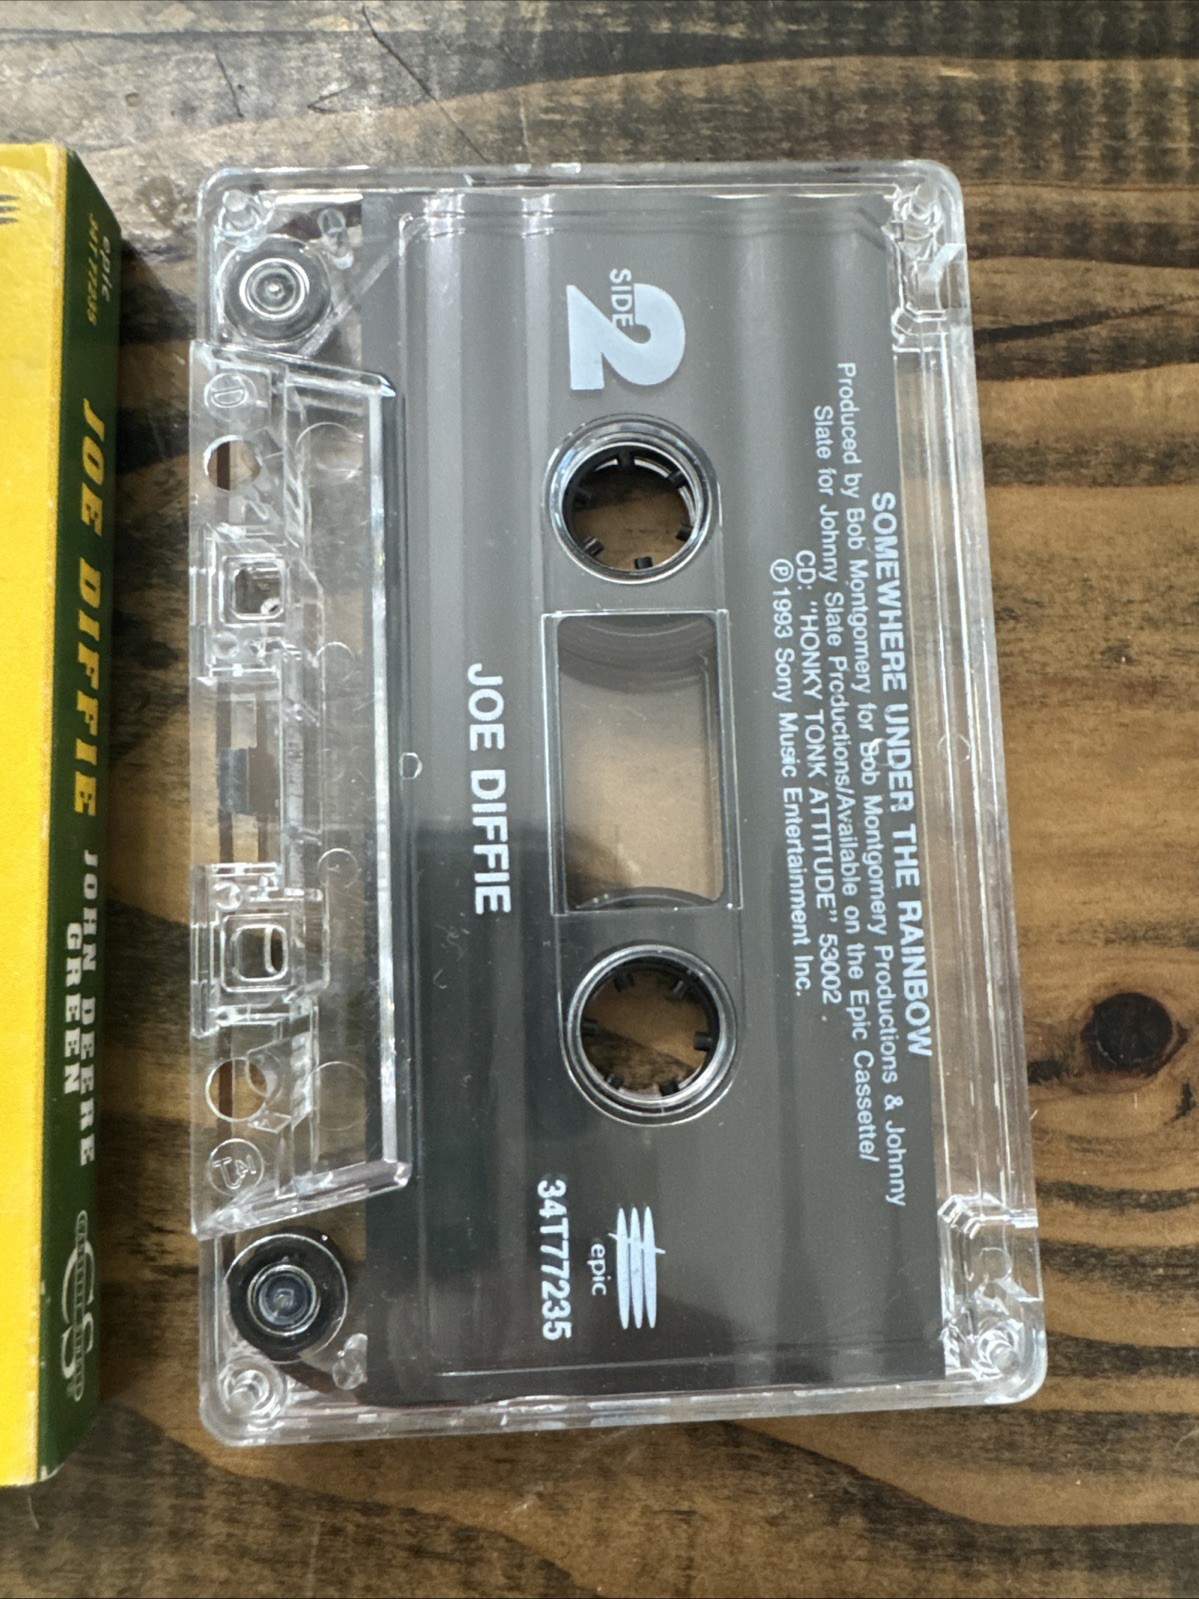 SIDE
2
SOMEWHERE UNDER THE RAINBOW
Produced by Bob Montgomery for Bob Montgomery Productions & Johnny
Slate for Johnny Slate Productions/Available on the Epic Cassette/
CD: "HONKY TONK ATTITUDE" 53002
℗ 1993 Sony Music Entertainment Inc.
JOE DIFFIE
epic
34T77235
epic
34T 77235
JOE DIFFIE
JOHN DEERE
GREEN